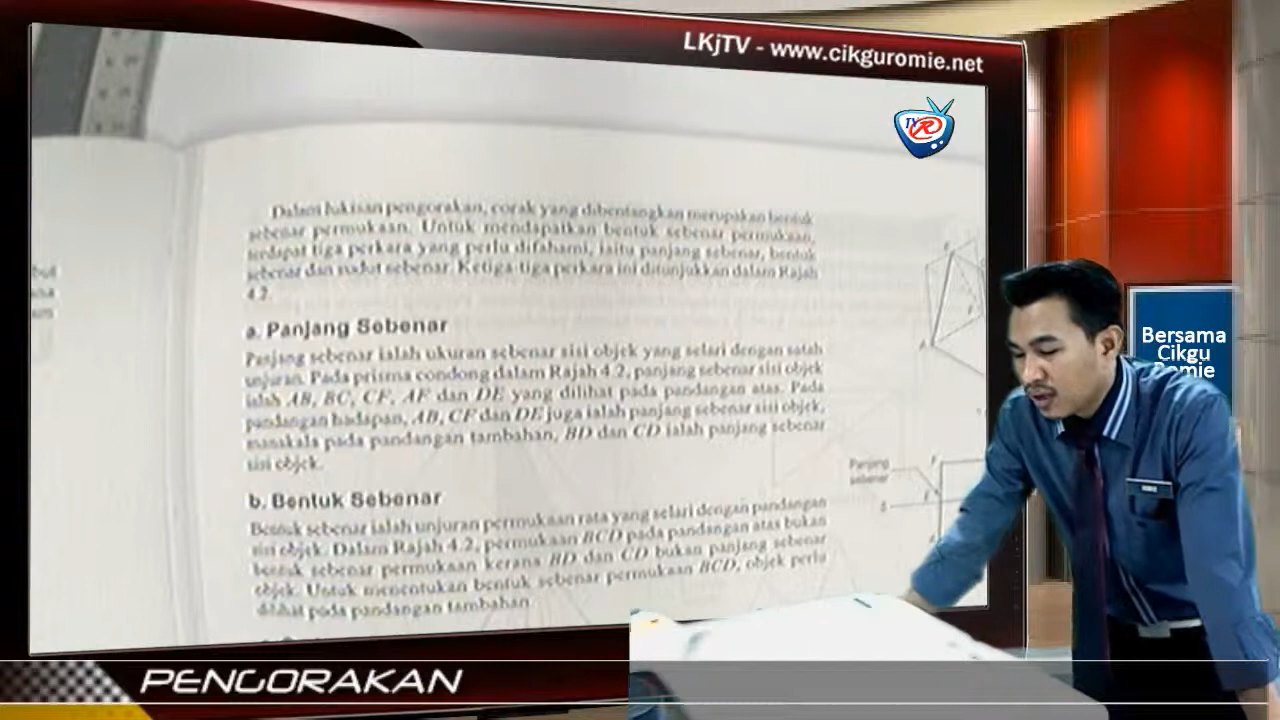 LKjTV - www.cikguromie.net
Dalam lukisan pengorakan, corak yang dibentangkan merupakan bentuk
sebenar permukaan. Untuk mendapatkan bentuk sebenar permukaan,
terdapat tiga perkara yang perlu difahami, iaitu panjang sebenar, bentuk
sebenar dan sudut sebenar. Ketiga-tiga perkara ini ditunjukkan dalam Rajah
4.2.
a. Panjang Sebenar
Panjang sebenar ialah ukuran sebenar sisi objek yang selari dengan satah
unjuran. Pada prisma condong dalam Rajah 4.2, panjang sebenar sisi objek
ialah AB, BC, CF, AF dan DE yang dilihat pada pandangan atas. Pada
pandangan hadapan, AB, CF dan DE juga ialah panjang sebenar sisi objek,
manakala pada pandangan tambahan, BD dan CD ialah panjang sebenar
sisi objek.
b. Bentuk Sebenar
Bentuk sebenar ialah unjuran permukaan rata yang selari dengan pandangan
sisi objek. Dalam Rajah 4.2, permukaan BCD pada pandangan atas bukan
bentuk sebenar permukaan kerana BD dan CD bukan panjang sebenar
objek. Untuk menentukan bentuk sebenar permukaan BCD, objek perlu
dilihat pada pandangan tambahan.
Panjang
sebenar
A
Bersama
Cikgu
Romie
PENGORAKAN